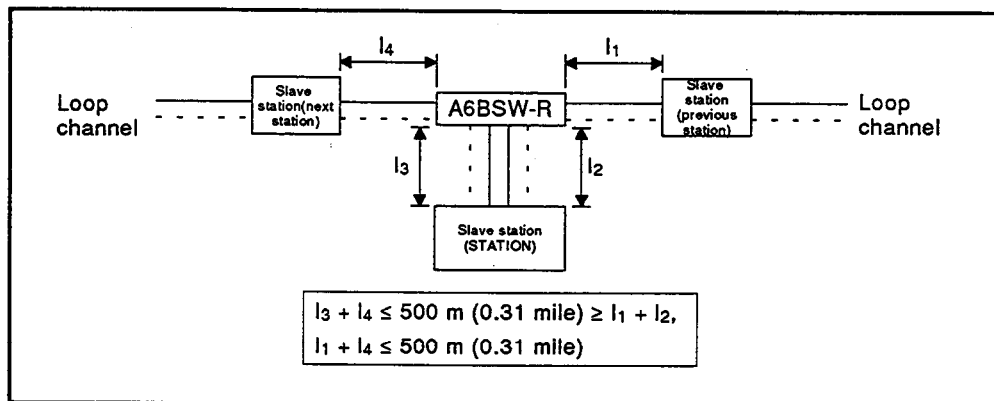 l4
l1
Slave
station(next
station)
A6BSW-R
Slave
station
(previous
station)
Loop
channel
Loop
channel
l3
l2
Slave station
(STATION)
l3 + l4 ≤ 500 m (0.31 mile) ≥ l1 + l2,
l1 + l4 ≤ 500 m (0.31 mile)